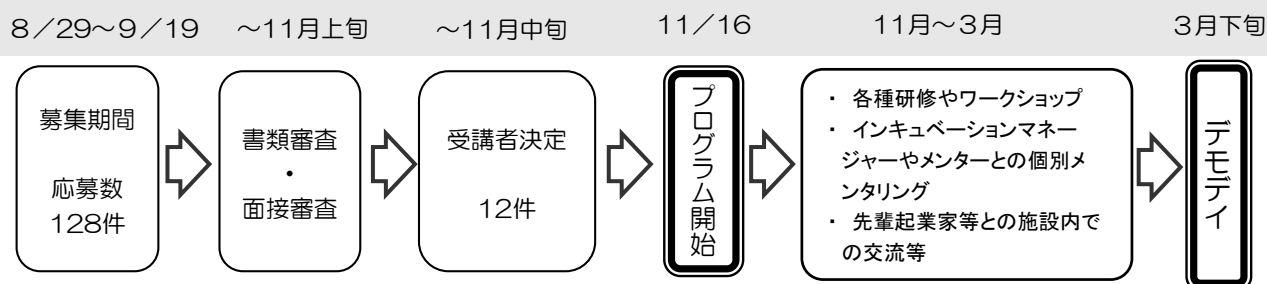 8／29～9／19
～11月上旬
～11月中旬
11／16
11月～3月
3月下旬
募集期間
応募数
128件
書類審査
・
面接審査
受講者決定
12件
プログラム開始
・ 各種研修やワークショップ
・ インキュベーションマネー
ジャーやメンターとの個別メ
ンタリング
・ 先輩起業家等との施設内で
の交流等
デモデイ